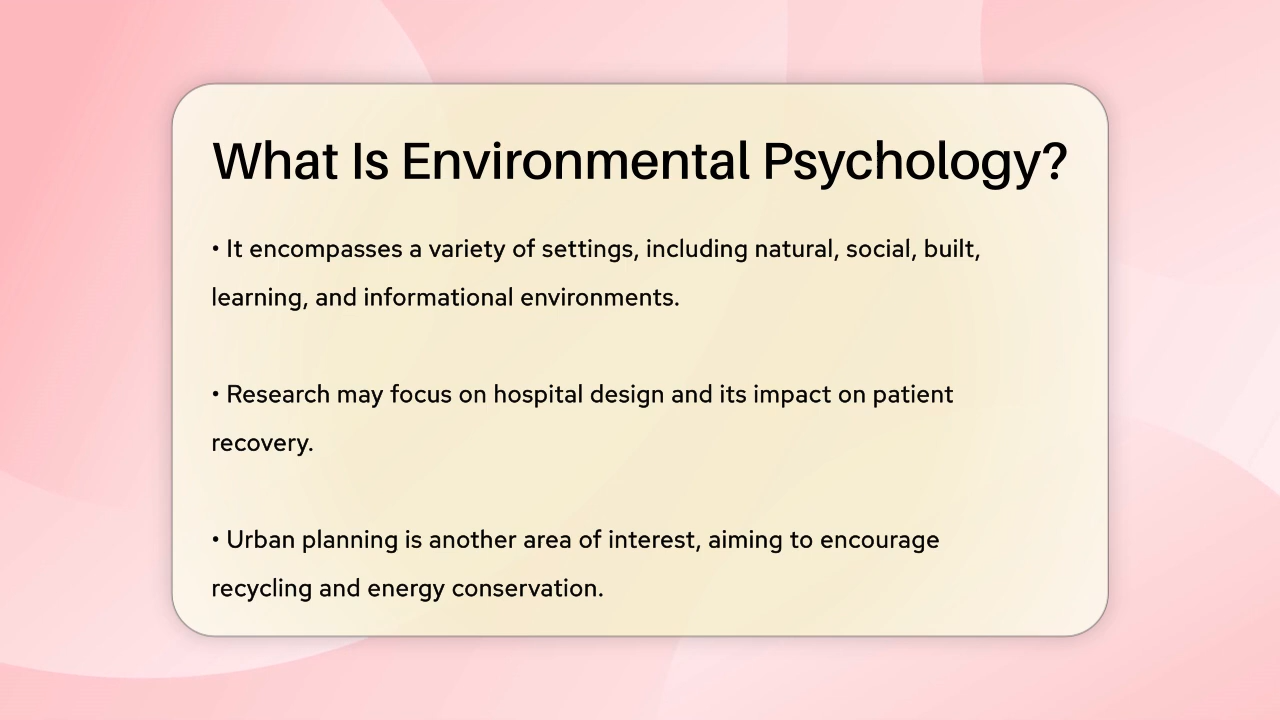 What Is Environmental Psychology?
• It encompasses a variety of settings, including natural, social, built,
learning, and informational environments.
• Research may focus on hospital design and its impact on patient
recovery.
• Urban planning is another area of interest, aiming to encourage
recycling and energy conservation.